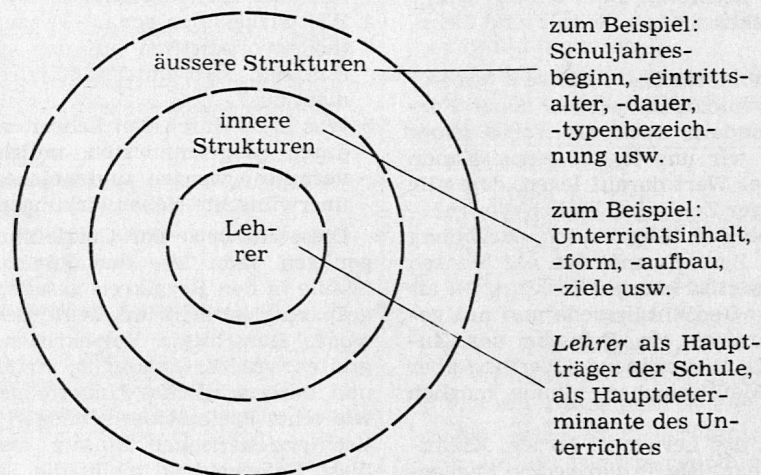 äussere Strukturen
innere
Strukturen
Leh-
rer
zum Beispiel:
Schuljahres-
beginn, -eintritts-
alter, -dauer,
-typenbezeich-
nung usw.
zum Beispiel:
Unterrichtsinhalt,
-form, -aufbau,
-ziele usw.
Lehrer als Haupt-
träger der Schule,
als Hauptdeter-
minante des Un-
terrichtes